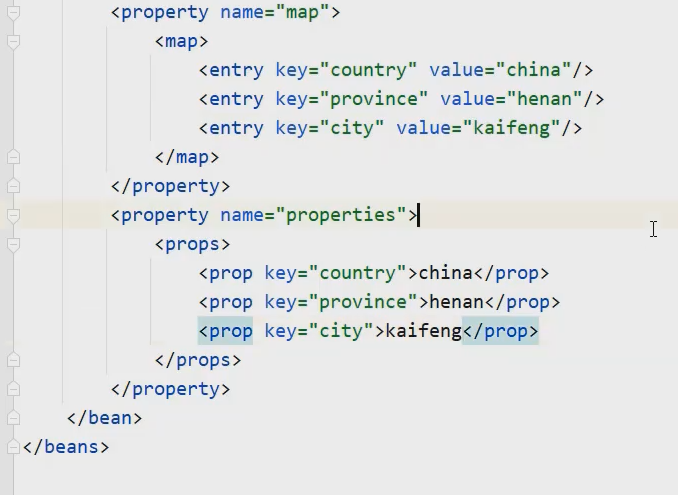 <property name="map">
<map>
<entry key="country" value="china"/>
<entry key="province" value="henan"/>
<entry key="city" value="kaifeng"/>
</map>
</property>
<property name="properties">
<props>
<prop key="country">china</prop>
<prop key="province">henan</prop>
<prop key="city">kaifeng</prop>
</props>
</property>
</bean>
</beans>